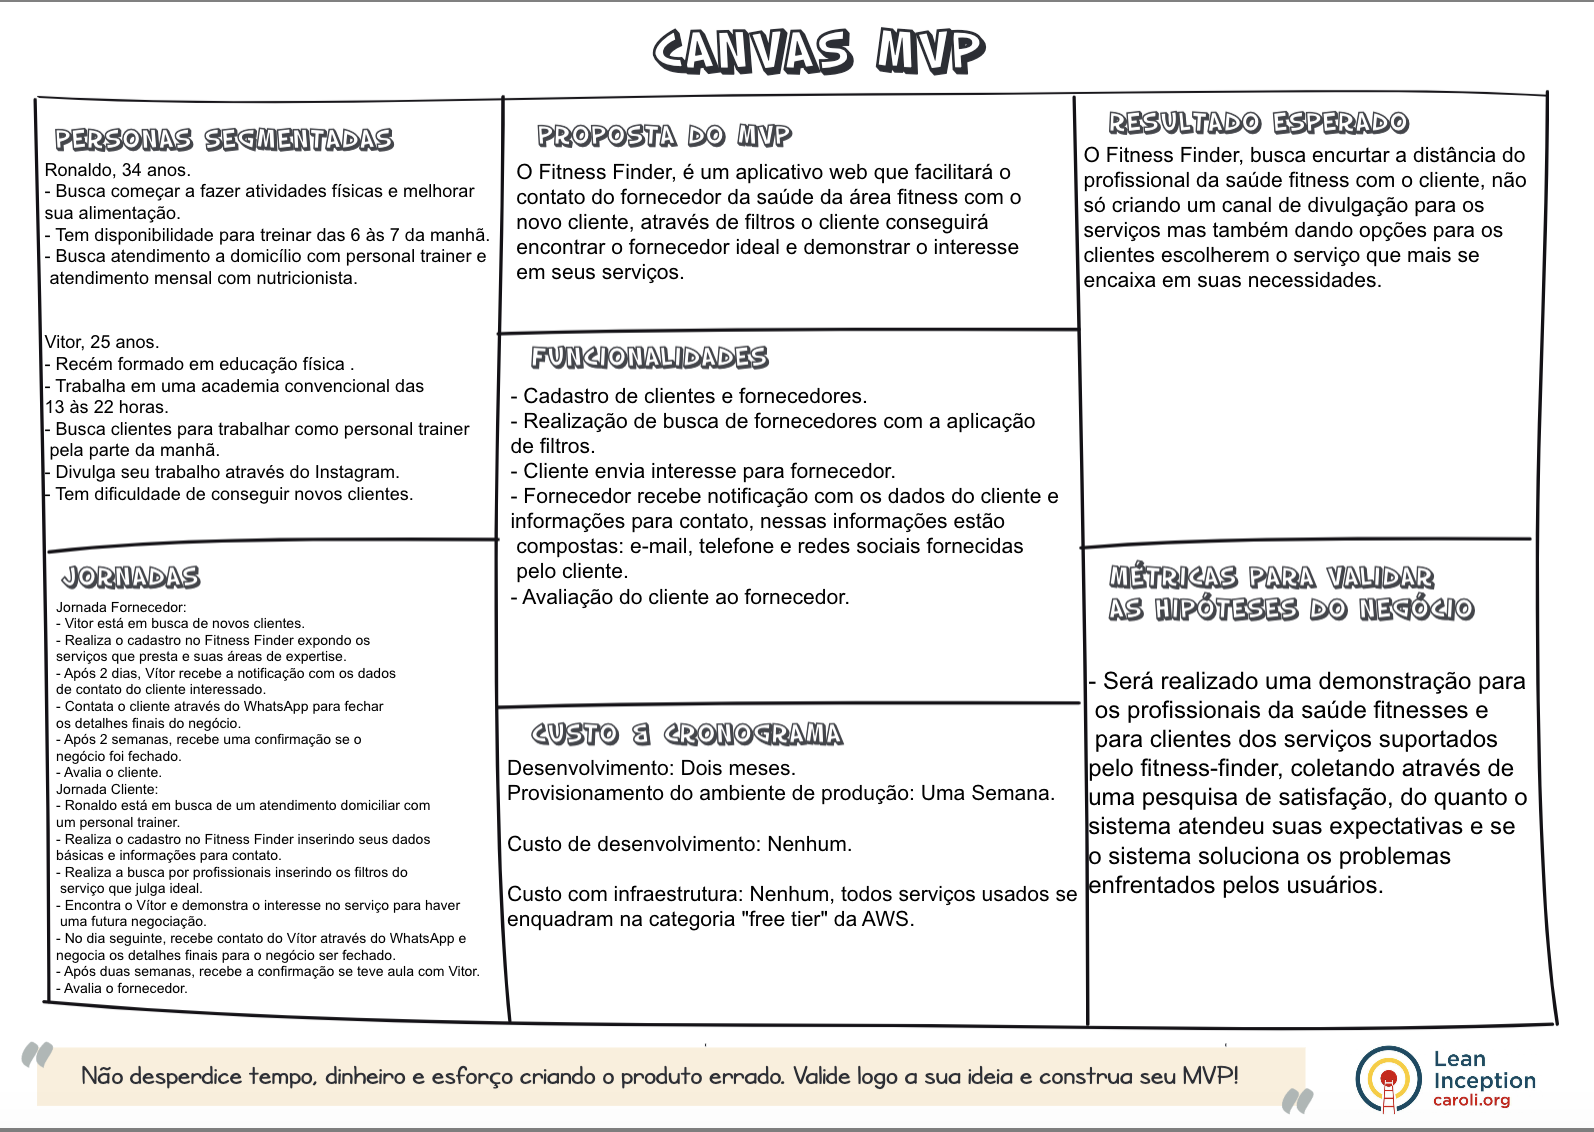 CANVAS MVP
PERSONAS SEGMENTADAS
Ronaldo, 34 anos.
- Busca começar a fazer atividades físicas e melhorar
sua alimentação.
- Tem disponibilidade para treinar das 6 às 7 da manhã.
- Busca atendimento a domicílio com personal trainer e
atendimento mensal com nutricionista.
Vitor, 25 anos.
- Recém formado em educação física .
- Trabalha em uma academia convencional das
13 às 22 horas.
- Busca clientes para trabalhar como personal trainer
pela parte da manhã.
- Divulga seu trabalho através do Instagram.
- Tem dificuldade de conseguir novos clientes.
JORNADAS
Jornada Fornecedor:
- Vitor está em busca de novos clientes.
- Realiza o cadastro no Fitness Finder expondo os
serviços que presta e suas áreas de expertise.
- Após 2 dias, Vítor recebe a notificação com os dados
de contato do cliente interessado.
- Contata o cliente através do WhatsApp para fechar
os detalhes finais do negócio.
- Após 2 semanas, recebe uma confirmação se o
negócio foi fechado.
- Avalia o cliente.
Jornada Cliente:
- Ronaldo está em busca de um atendimento domiciliar com
um personal trainer.
- Realiza o cadastro no Fitness Finder inserindo seus dados
básicas e informações para contato.
- Realiza a busca por profissionais inserindo os filtros do
serviço que julga ideal.
- Encontra o Vítor e demonstra o interesse no serviço para haver
uma futura negociação.
- No dia seguinte, recebe contato do Vítor através do WhatsApp e
negocia os detalhes finais para o negócio ser fechado.
- Após duas semanas, recebe a confirmação se teve aula com Vitor.
- Avalia o fornecedor.
PROPOSTA DO MVP
O Fitness Finder, é um aplicativo web que facilitará o
contato do fornecedor da saúde da área fitness com o
novo cliente, através de filtros o cliente conseguirá
encontrar o fornecedor ideal e demonstrar o interesse
em seus serviços.
FUNCIONALIDADES
- Cadastro de clientes e fornecedores.
- Realização de busca de fornecedores com a aplicação
de filtros.
- Cliente envia interesse para fornecedor.
- Fornecedor recebe notificação com os dados do cliente e
informações para contato, nessas informações estão
compostas: e-mail, telefone e redes sociais fornecidas
pelo cliente.
- Avaliação do cliente ao fornecedor.
CUSTO & CRONOGRAMA
Desenvolvimento: Dois meses.
Provisionamento do ambiente de produção: Uma Semana.
Custo de desenvolvimento: Nenhum.
Custo com infraestrutura: Nenhum, todos serviços usados se
enquadram na categoria "free tier" da AWS.
RESULTADO ESPERADO
O Fitness Finder, busca encurtar a distância do
profissional da saúde fitness com o cliente, não
só criando um canal de divulgação para os
serviços mas também dando opções para os
clientes escolherem o serviço que mais se
encaixa em suas necessidades.
MÉTRICAS PARA VALIDAR
AS HIPÓTESES DO NEGÓCIO
- Será realizado uma demonstração para
os profissionais da saúde fitnesses e
para clientes dos serviços suportados
pelo fitness-finder, coletando através de
uma pesquisa de satisfação, do quanto o
sistema atendeu suas expectativas e se
o sistema soluciona os problemas
enfrentados pelos usuários.
" Não desperdice tempo, dinheiro e esforço criando o produto errado. Valide logo a sua ideia e construa seu MVP! "
Lean
Inception
caroli.org